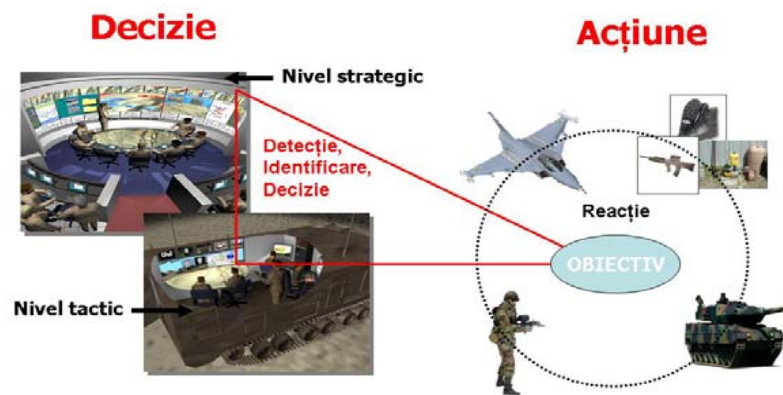 Decizie
Acțiune
Nivel strategic
Detecție,
Identificare,
Decizie
Reacție
OBIECTIV
Nivel tactic